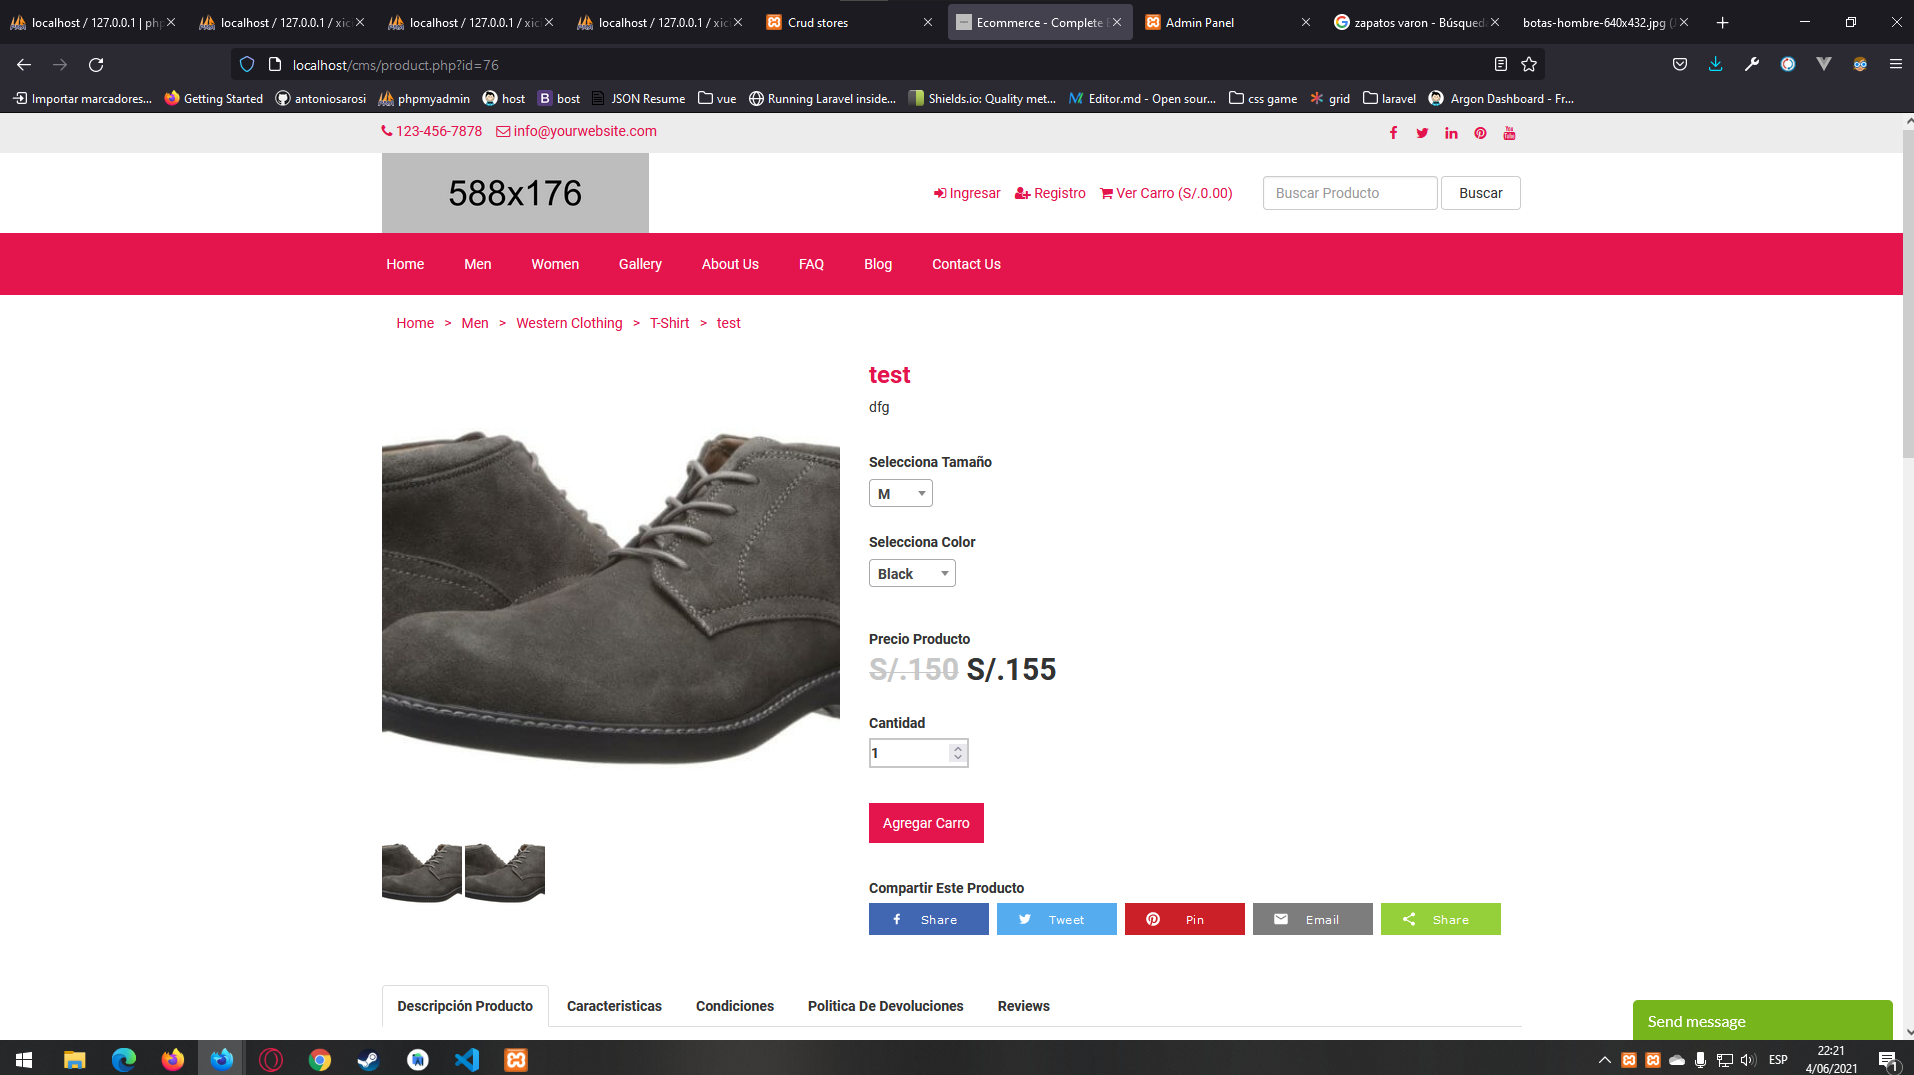 localhost / 127.0.0.1 | php
localhost / 127.0.0.1 / xici
localhost / 127.0.0.1 / xici
localhost / 127.0.0.1 / xici
Crud stores
Ecommerce - Complete
Admin Panel
zapatos varon - Búsqueda
botas-hombre-640x432.jpg
localhost/cms/product.php?id=76
Importar marcadores...
Getting Started
antoniosarosi
phpmyadmin
host
bost
JSON Resume
vue
Running Laravel inside...
Shields.io: Quality met...
Editor.md - Open sour...
css game
grid
laravel
Argon Dashboard - Fr...
123-456-7878
info@yourwebsite.com
588x176
Ingresar
Registro
Ver Carro (S/.0.00)
Buscar Producto
Buscar
Home
Men
Women
Gallery
About Us
FAQ
Blog
Contact Us
Home > Men > Western Clothing > T-Shirt > test
test
dfg
Selecciona Tamaño
M
Selecciona Color
Black
Precio Producto
S/.150 S/.155
Cantidad
1
Agregar Carro
Compartir Este Producto
Share
Tweet
Pin
Email
Share
Descripción Producto
Caracteristicas
Condiciones
Politica De Devoluciones
Reviews
Send message
ESP
22:21
4/06/2021
1